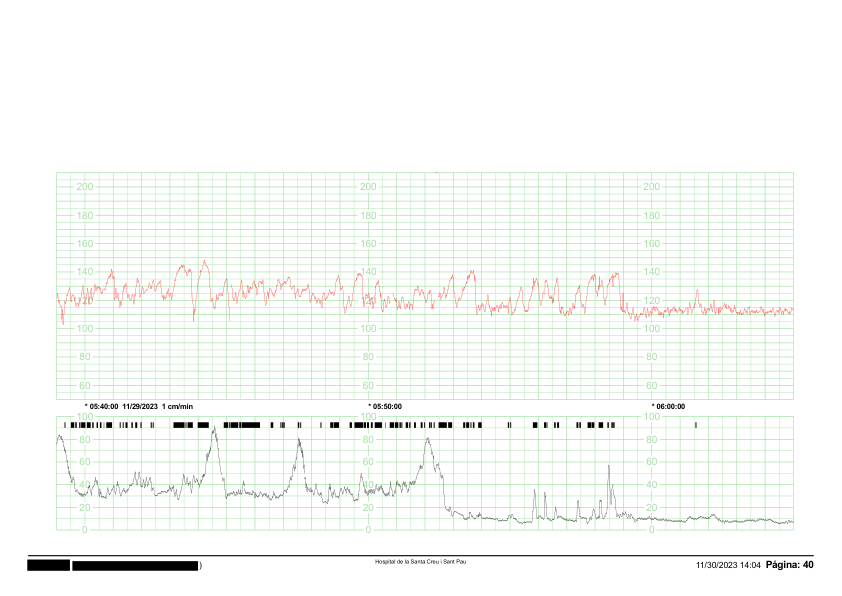 200 200 200
180 180 180
160 160 160
140 140 140
120 120 120
100 100 100
80 80 80
60 60 60
* 05:40:00 11/29/2023 1 cm/min * 05:50:00 * 06:00:00
100 100 100
80 80 80
60 60 60
40 40 40
20 20 20
0 0 0
) Hospital de la Santa Creu i Sant Pau 11/30/2023 14:04 Página: 40